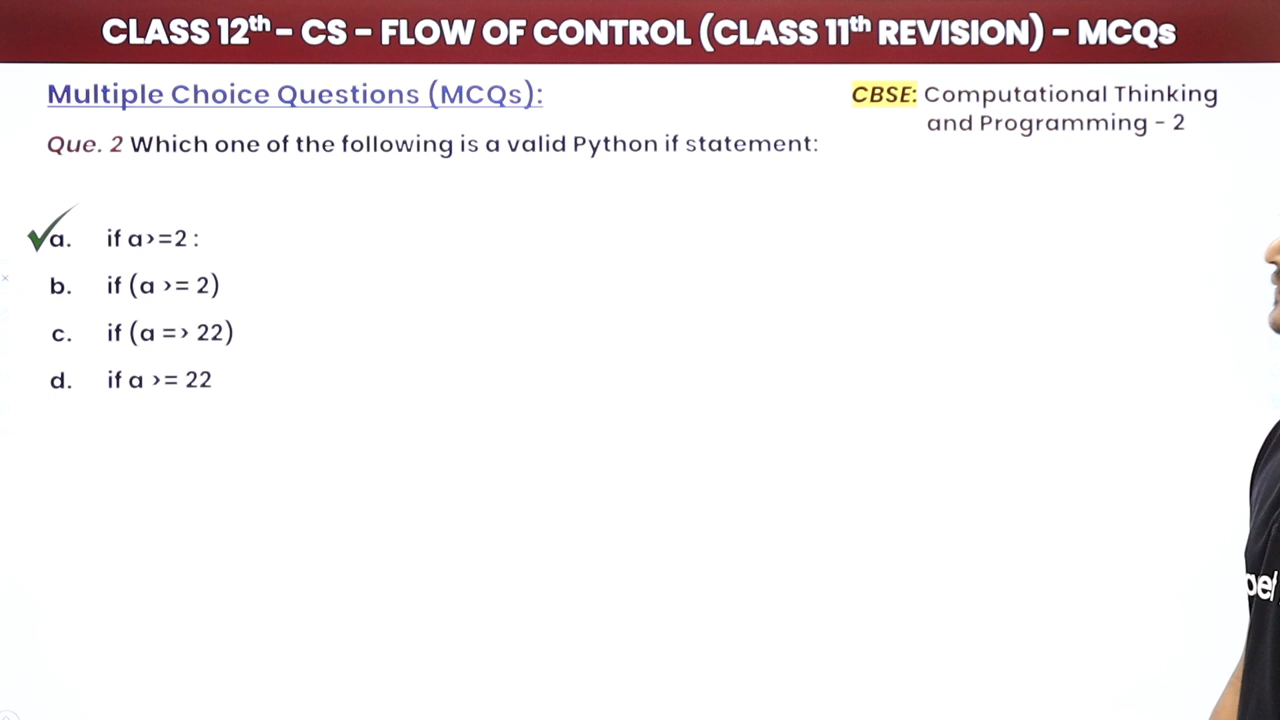 CLASS 12th - CS - FLOW OF CONTROL (CLASS 11th REVISION) - MCQs
Multiple Choice Questions (MCQs):
CBSE: Computational Thinking
and Programming - 2
Que. 2 Which one of the following is a valid Python if statement:
a. if a>=2 :
b. if (a >= 2)
c. if (a => 22)
d. if a >= 22